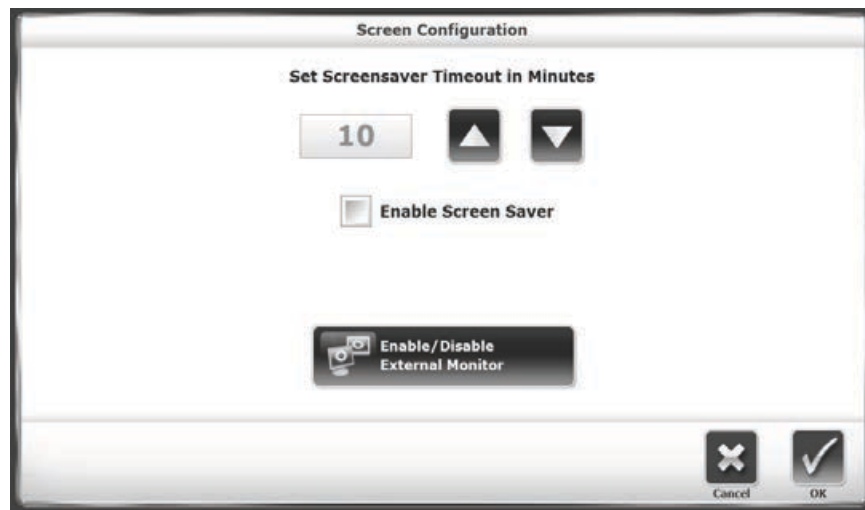 Screen Configuration
Set Screensaver Timeout in Minutes
10
Enable Screen Saver
Enable/Disable
External Monitor
Cancel
OK